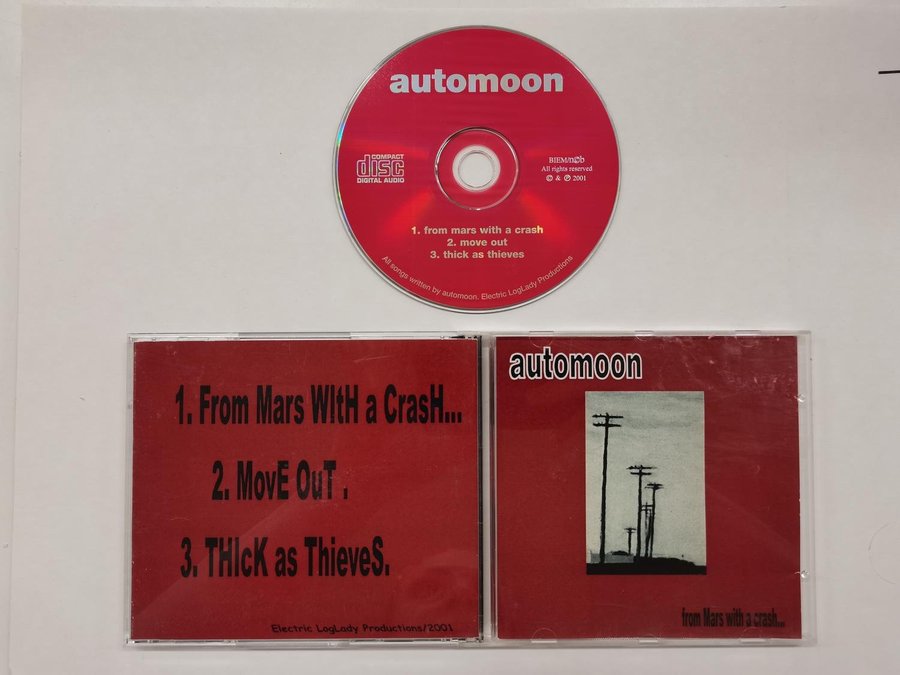 automoon
COMPACT
disc
DIGITAL AUDIO
BIEM/n©b
All rights reserved
© & ℗ 2001
1. from mars with a crash
2. move out
3. thick as thieves
All songs written by automoon. Electric LogLady Productions
1. From Mars WItH a CrasH...
2. MovE OuT .
3. THIcK as ThieveS.
Electric LogLady Productions/2001
automoon
from Mars with a crash...